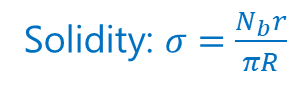 Solidity: σ = N_b r / πR